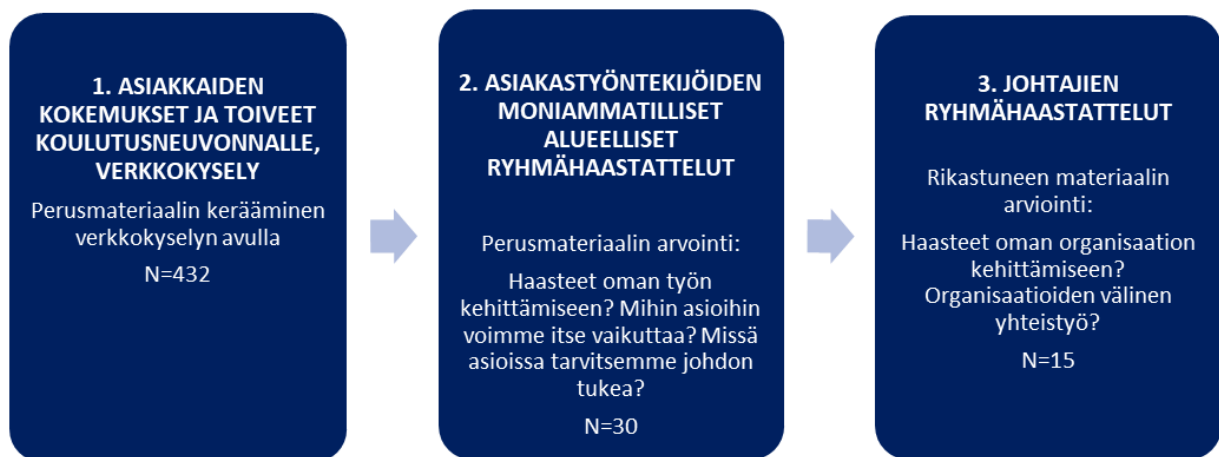 1. ASIAKKAIDEN
KOKEMUKSET JA TOIVEET
KOULUTUSNEUVONNALLE,
VERKKOKYSELY
Perusmateriaalin kerääminen
verkkokyselyn avulla
N=432
2. ASIAKASTYÖNTEKIJÖIDEN
MONIAMMATILLISET
ALUEELLISET
RYHMÄHAASTATTELUT
Perusmateriaalin arvointi:
Haasteet oman työn
kehittämiseen? Mihin asioihin
voimme itse vaikuttaa? Missä
asioissa tarvitsemme johdon
tukea?
N=30
3. JOHTAJIEN
RYHMÄHAASTATTELUT
Rikastuneen materiaalin
arviointi:
Haasteet oman organisaation
kehittämiseen?
Organisaatioiden välinen
yhteistyö?
N=15